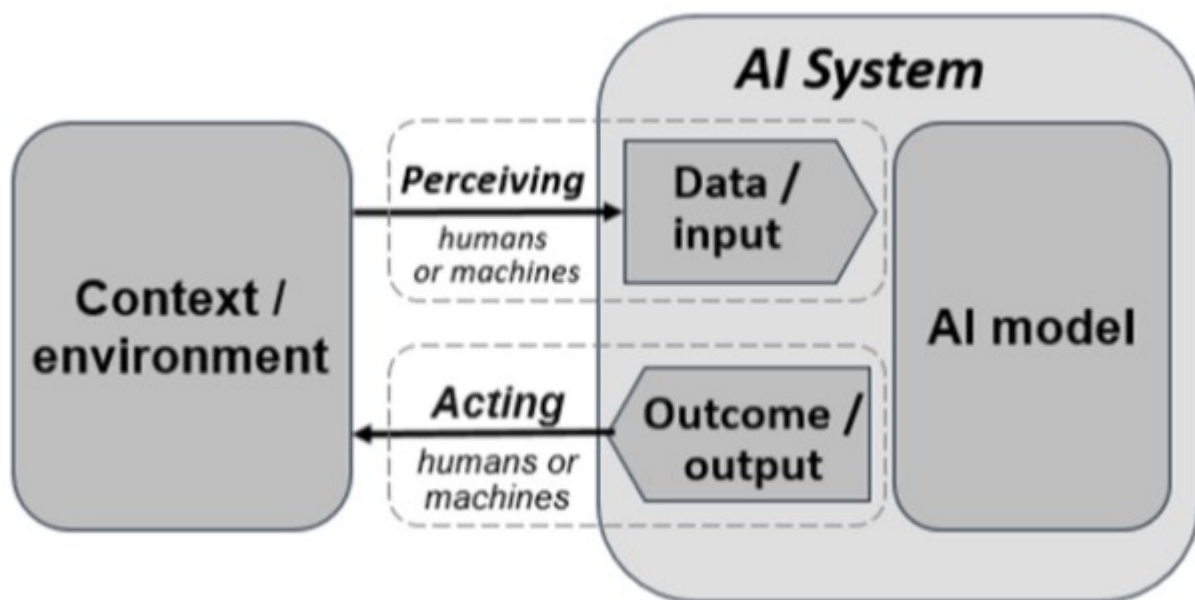 AI System
Context /
environment
Perceiving
humans
or machines
Data /
input
AI model
Acting
humans or
machines
Outcome /
output